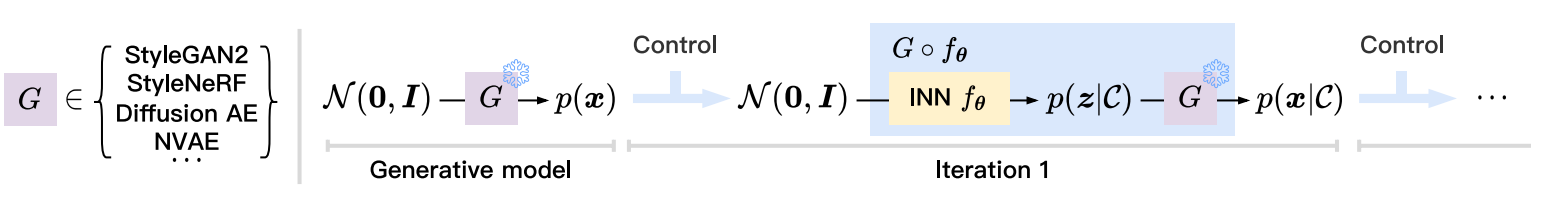 G ∈ { StyleGAN2
StyleNeRF
Diffusion AE
NVAE
... }
𝒩(0, I) G p(x)
Generative model
Control
G ∘ f_θ
𝒩(0, I) INN f_θ p(z|𝒞) G p(x|𝒞)
Iteration 1
Control
...